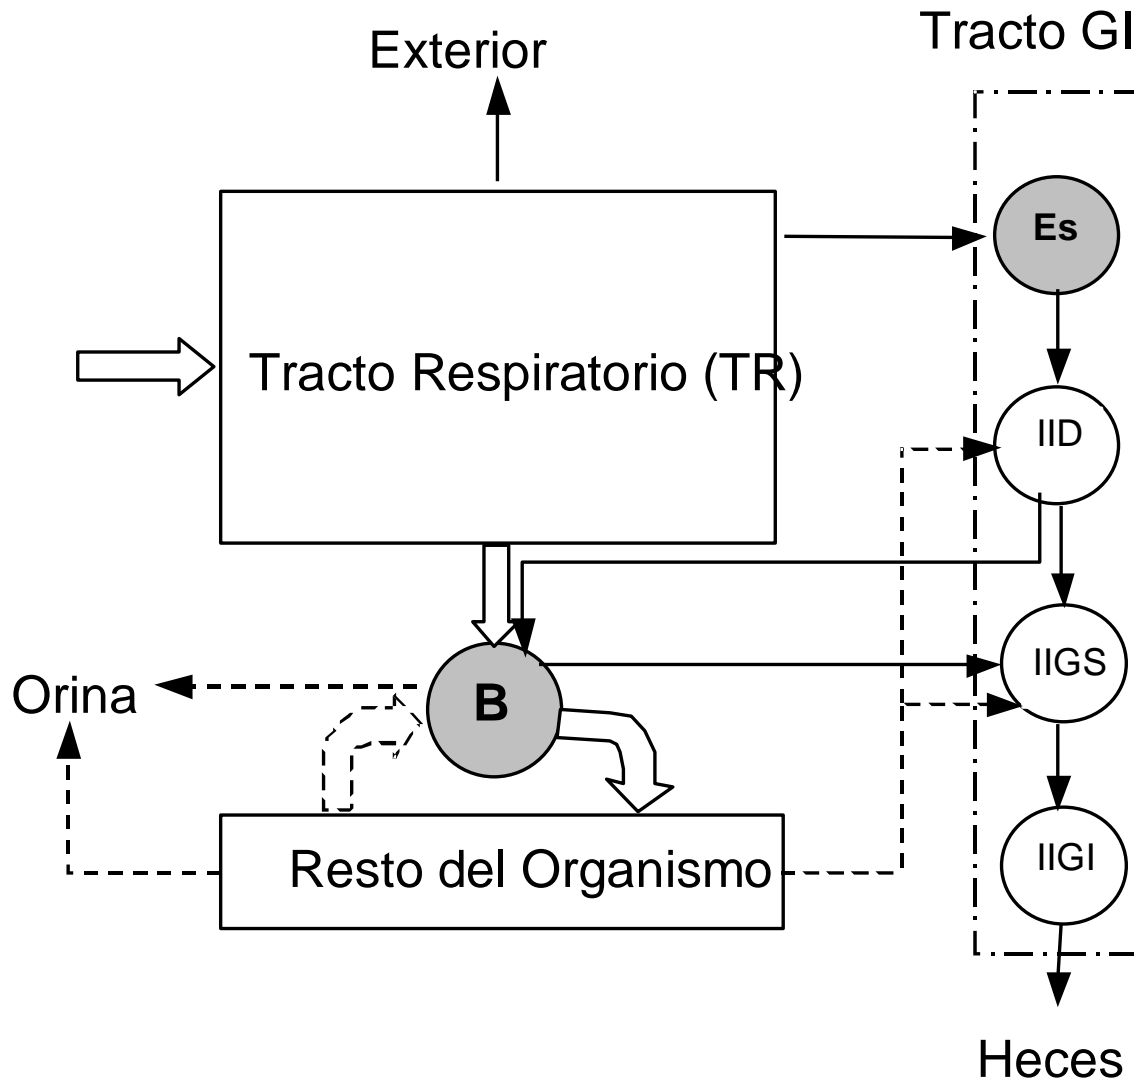 Tracto GI
Exterior
Es
Tracto Respiratorio (TR)
IID
IIGS
Orina
B
IIGI
Resto del Organismo
Heces